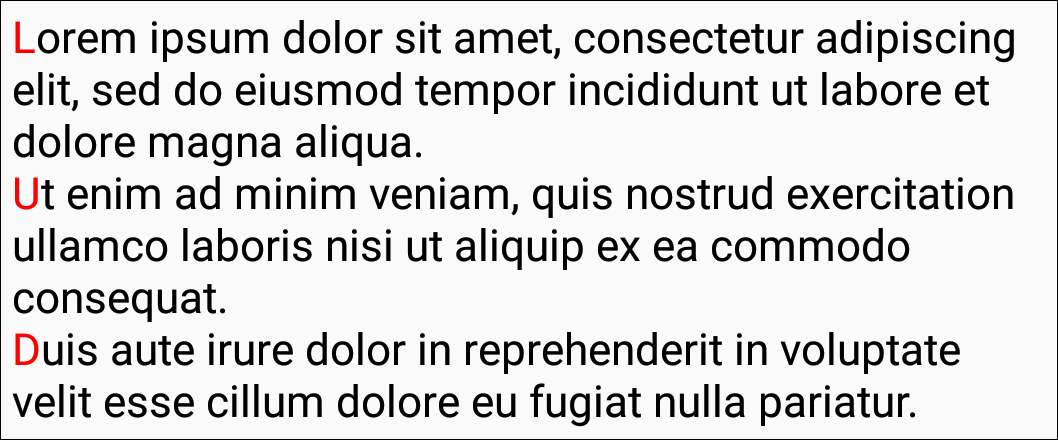 Lorem ipsum dolor sit amet, consectetur adipiscing
elit, sed do eiusmod tempor incididunt ut labore et
dolore magna aliqua.
Ut enim ad minim veniam, quis nostrud exercitation
ullamco laboris nisi ut aliquip ex ea commodo
consequat.
Duis aute irure dolor in reprehenderit in voluptate
velit esse cillum dolore eu fugiat nulla pariatur.